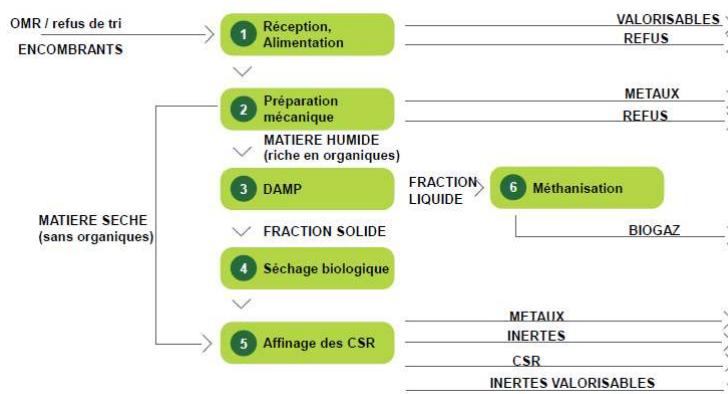 OMR / refus de tri
ENCOMBRANTS
1
Réception,
Alimentation
VALORISABLES
REFUS
2
Préparation
mécanique
METAUX
REFUS
MATIERE HUMIDE
(riche en organiques)
3
DAMP
FRACTION
LIQUIDE
6
Méthanisation
MATIERE SECHE
(sans organiques)
FRACTION SOLIDE
BIOGAZ
4
Séchage biologique
5
Affinage des CSR
METAUX
INERTES
CSR
INERTES VALORISABLES